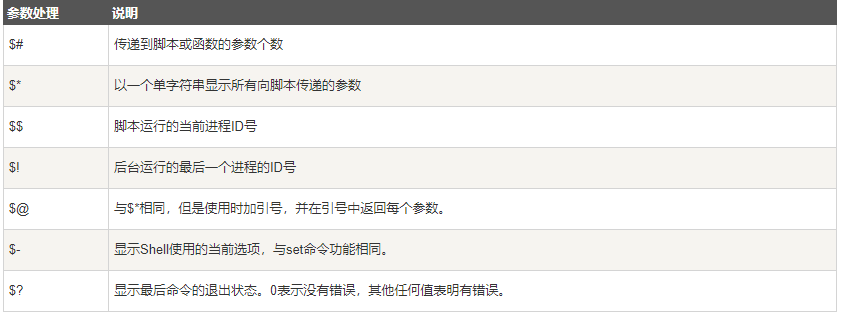 参数处理 说明
$# 传递到脚本或函数的参数个数
$* 以一个单字符串显示所有向脚本传递的参数
$$ 脚本运行的当前进程ID号
$! 后台运行的最后一个进程的ID号
$@ 与$*相同，但是使用时加引号，并在引号中返回每个参数。
$- 显示Shell使用的当前选项，与set命令功能相同。
$? 显示最后命令的退出状态。0表示没有错误，其他任何值表明有错误。